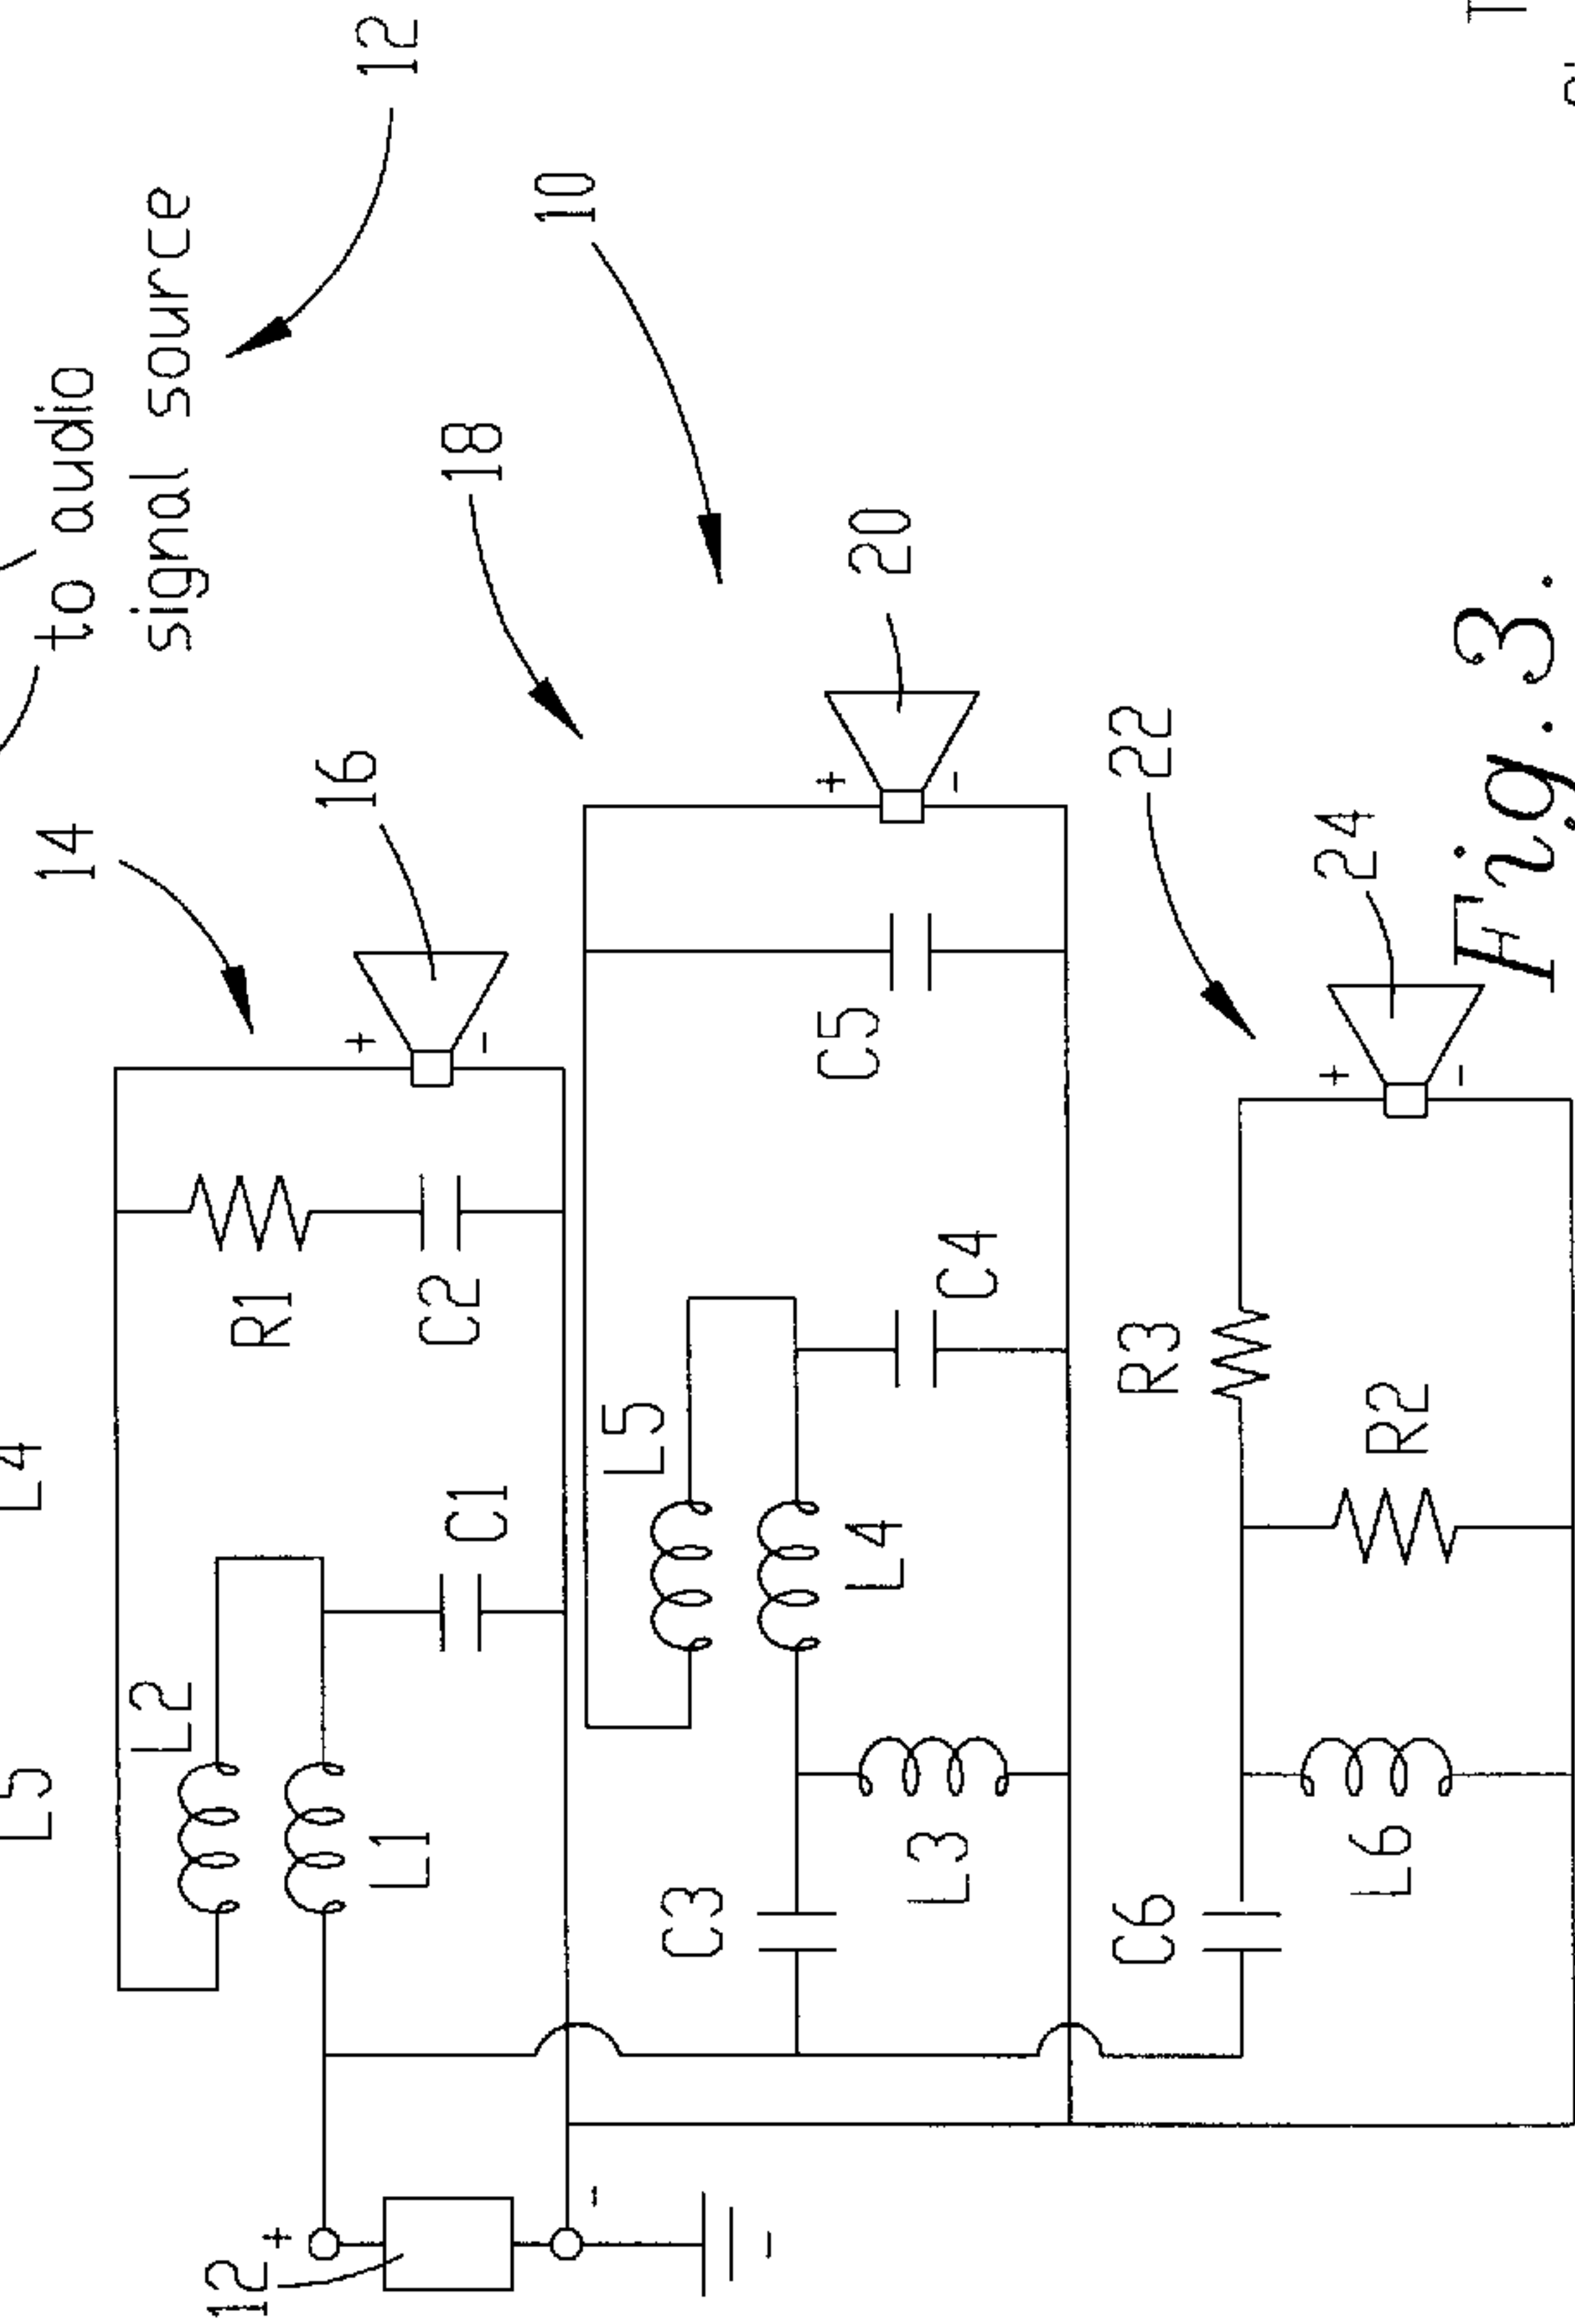 to audio
signal source
12
10
14
16
18
20
22
24
L4
L2
L1
R1
C2
C1
L5
L4
C5
C4
C3
L3
R3
R2
C6
L6
12
+
-
+
-
+
-
+
-
Fig. 3.